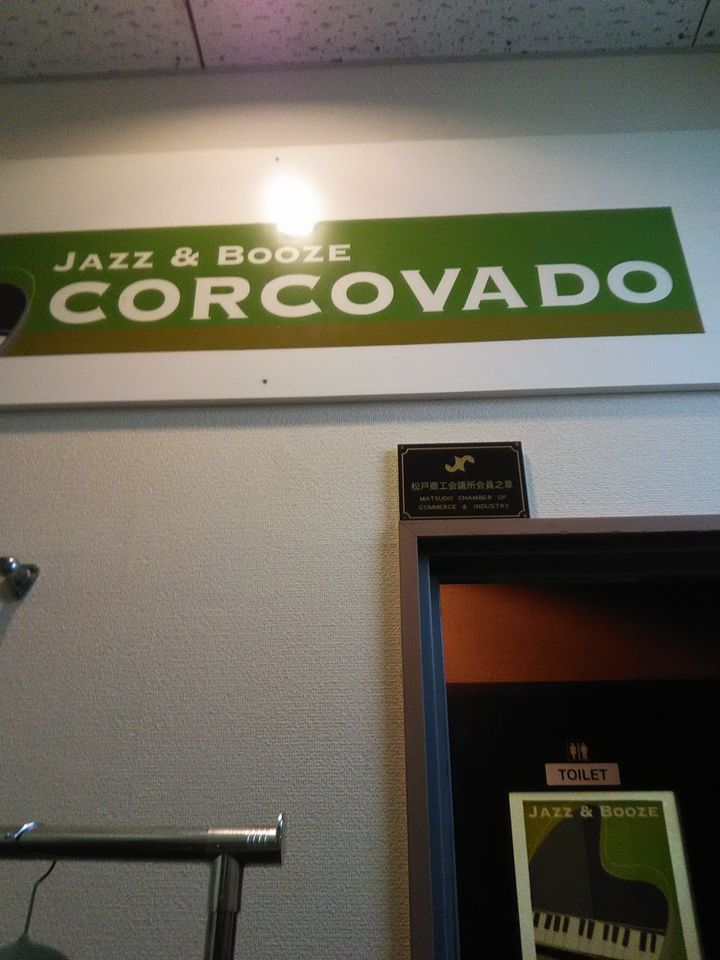 JAZZ & BOOZE
CORCOVADO
松戸商工会議所会員之章
MATSUDO CHAMBER OF
COMMERCE & INDUSTRY
TOILET
JAZZ & BOOZE